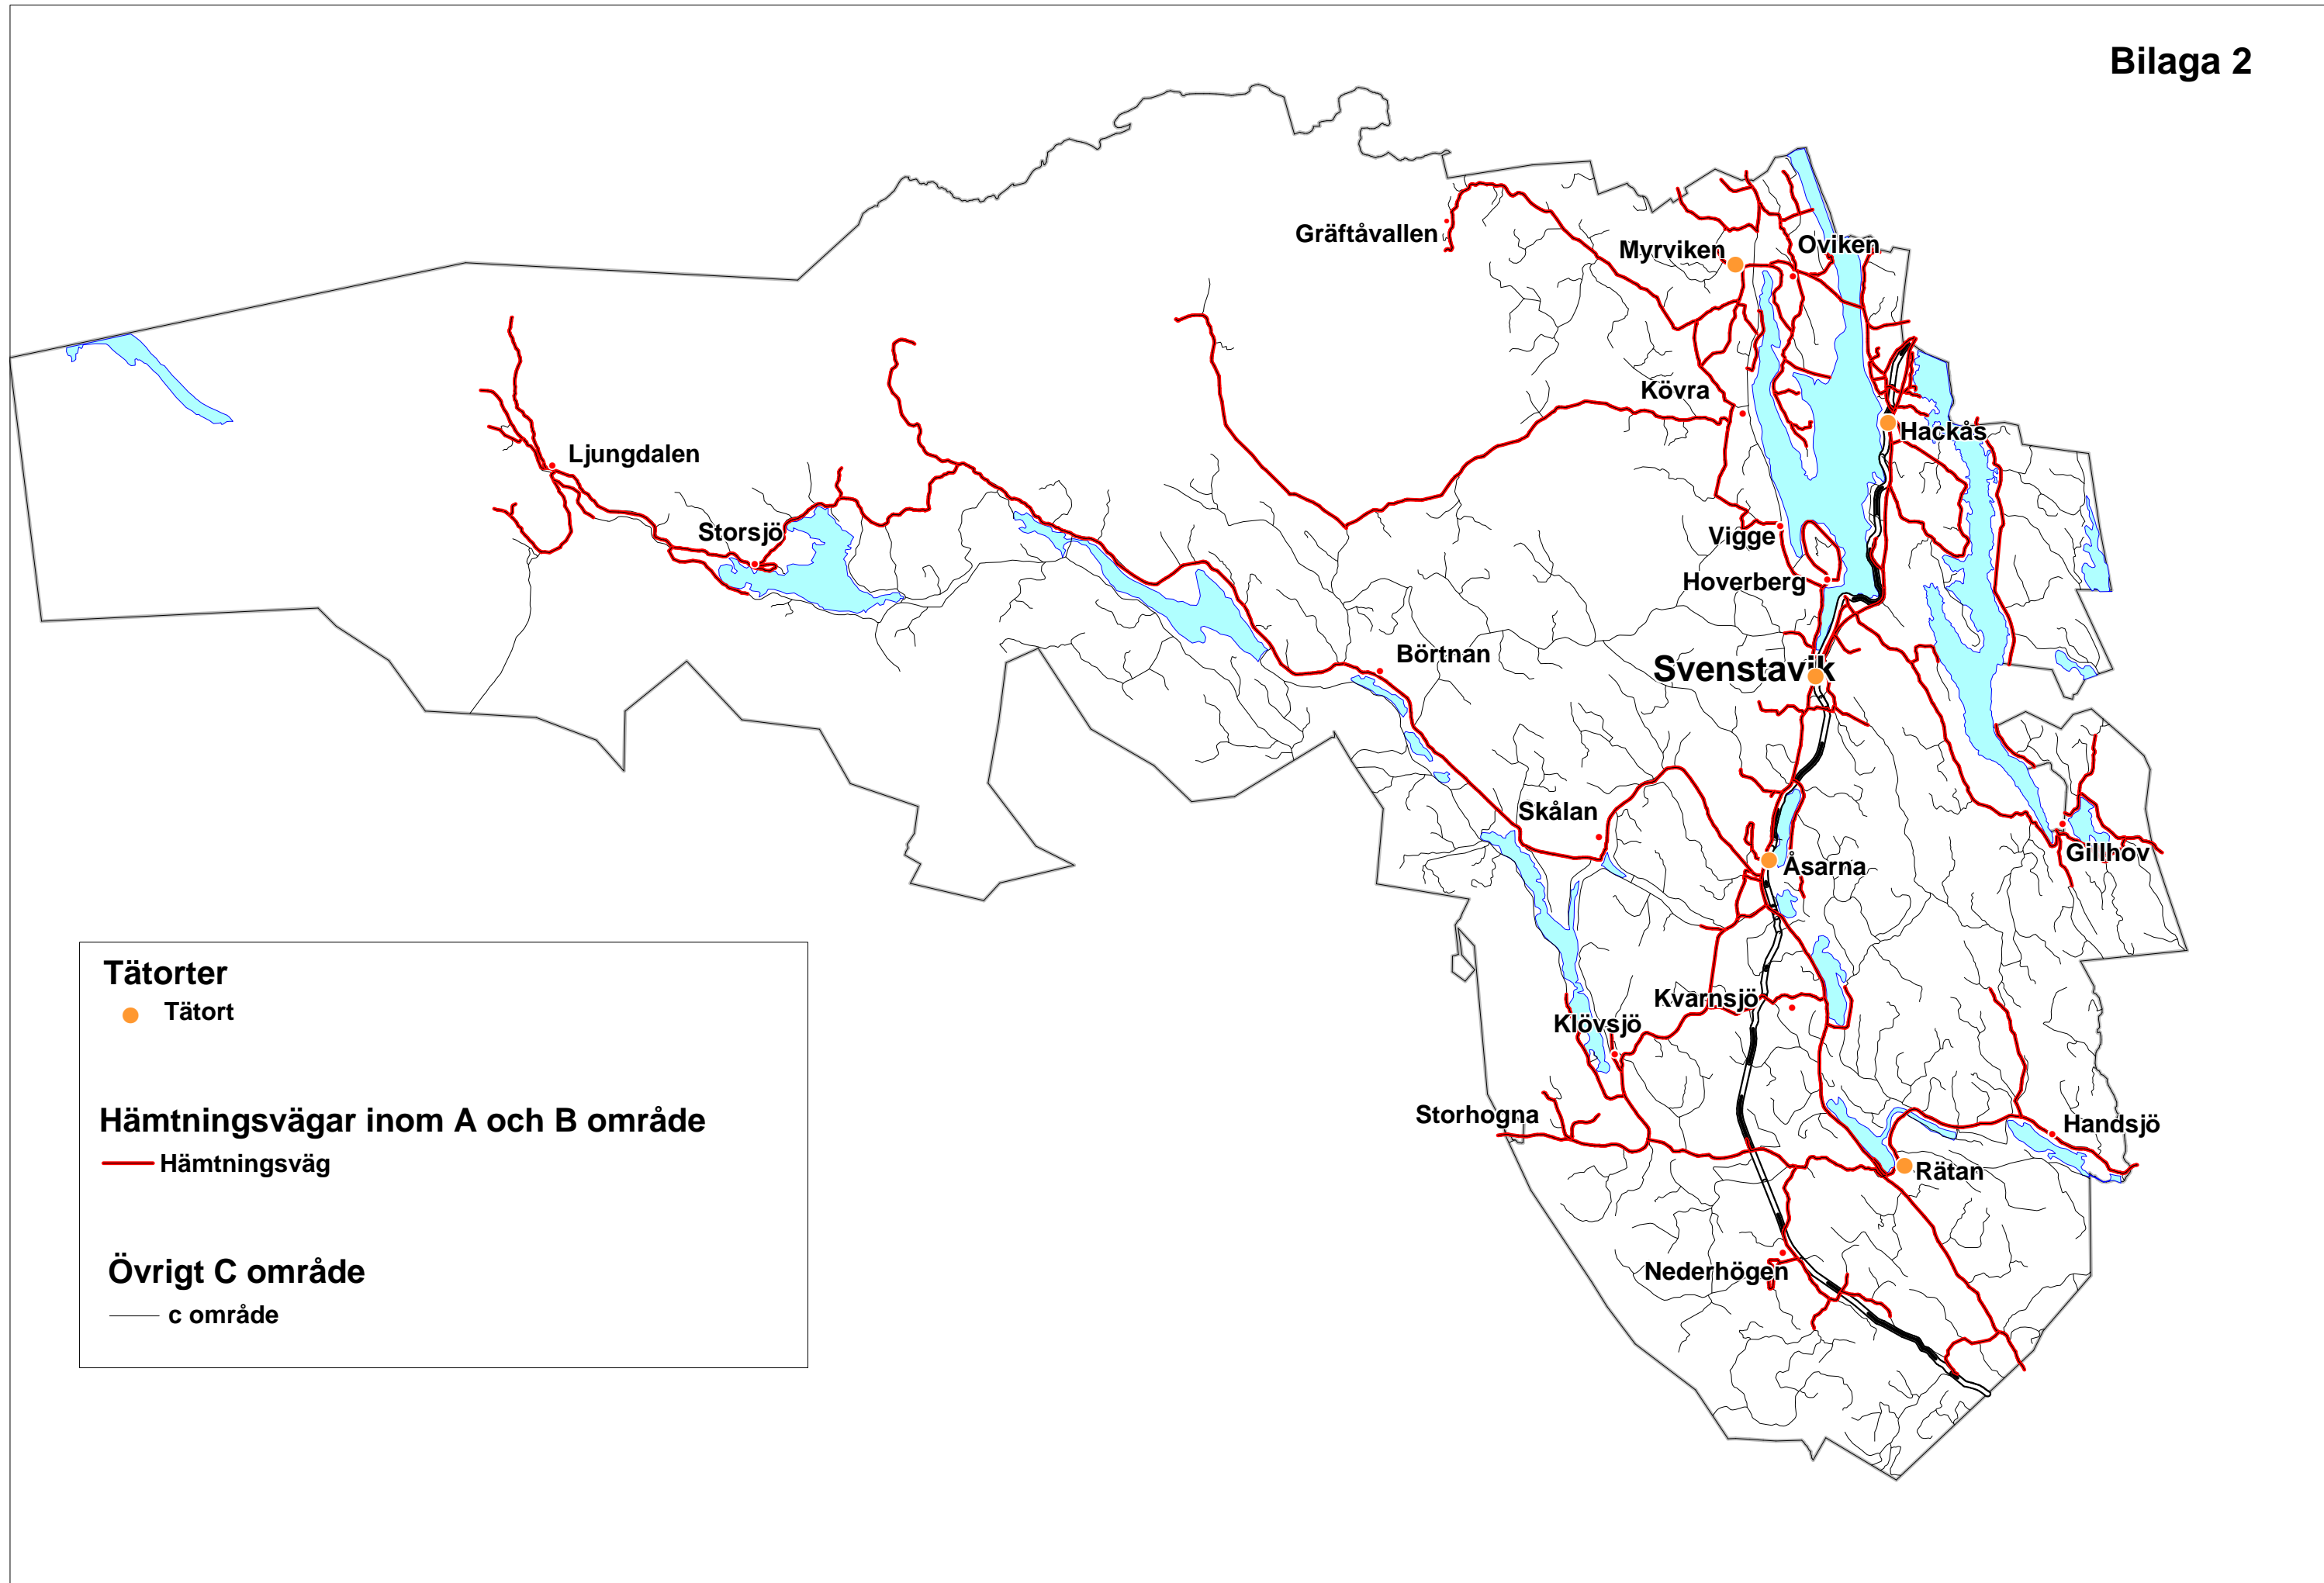 Bilaga 2
Gräftåvallen
Myrviken
Oviken
Kövra
Hackås
Ljungdalen
Storsjö
Vigge
Hoverberg
Börtnan
Svenstavik
Skålan
Gillhov
Åsarna
Kvarnsjö
Klövsjö
Storhogna
Handsjö
Rätan
Nederhögen
Tätorter
Tätort
Hämtningsvägar inom A och B område
Hämtningsväg
Övrigt C område
c område